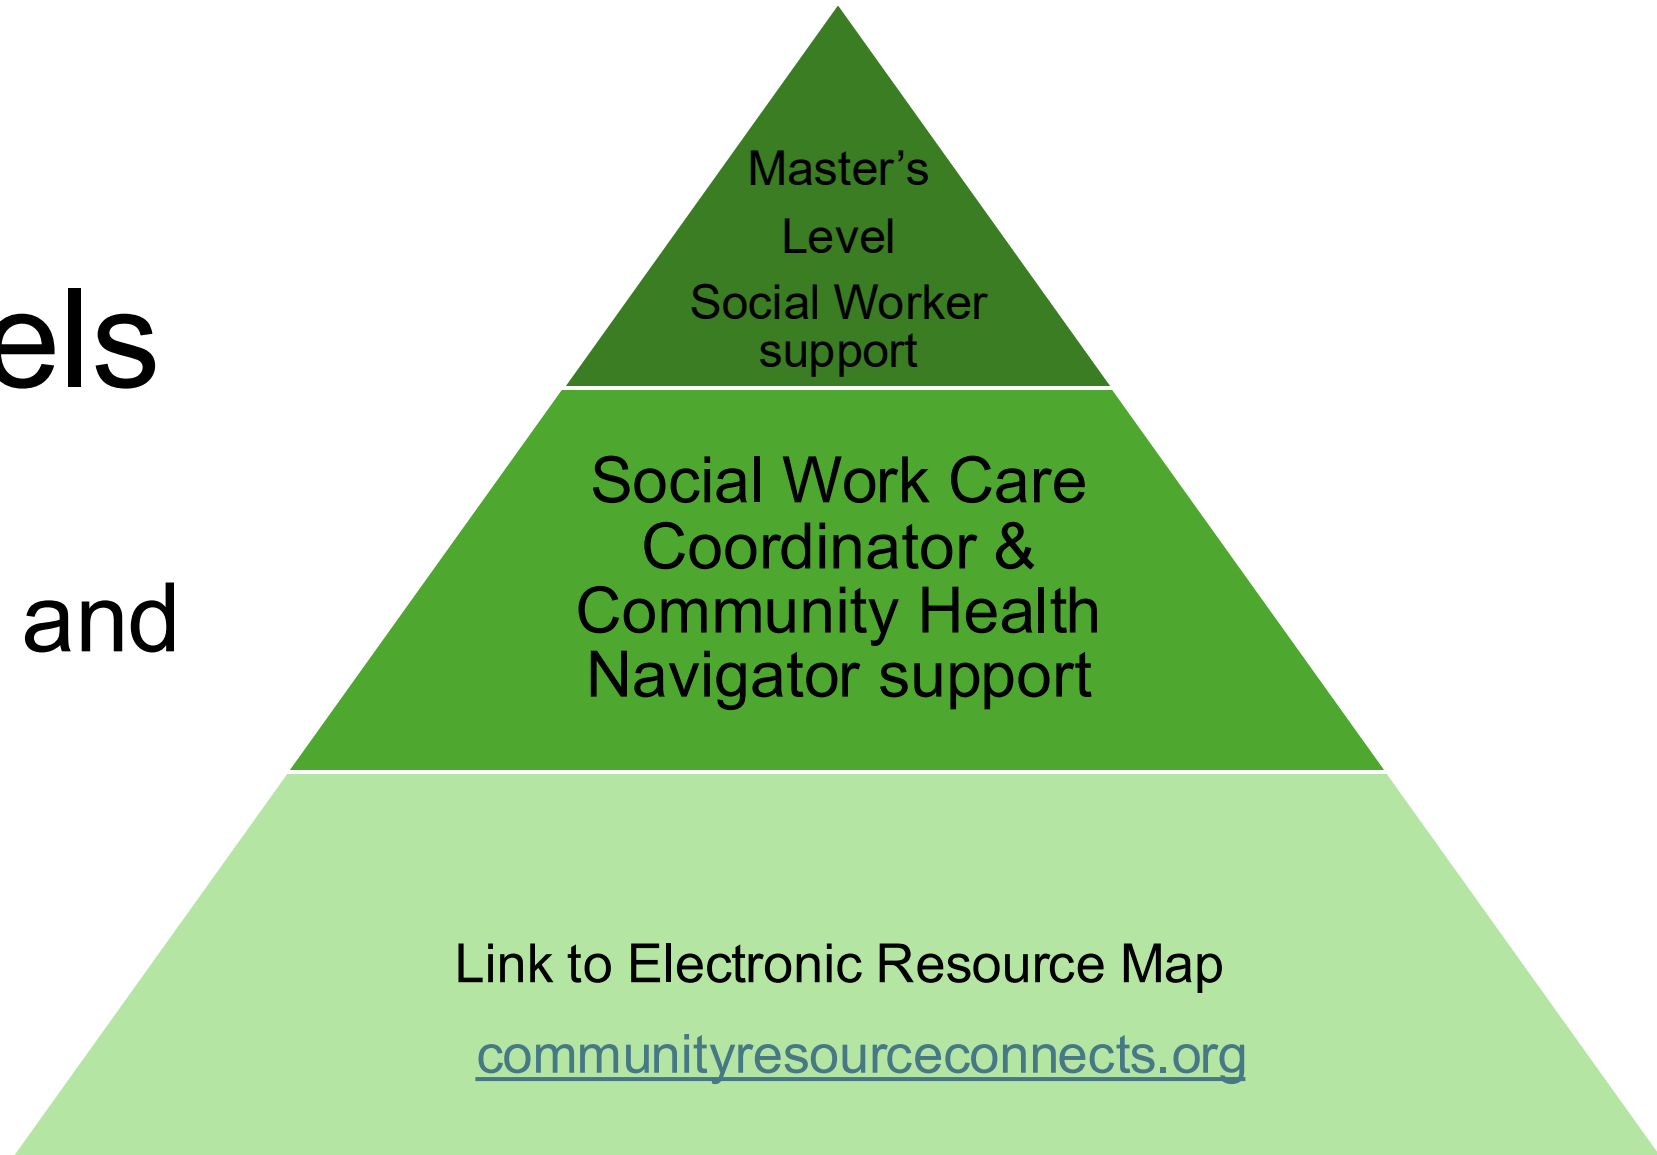 Master’s
Level
Social Worker
support
els
Social Work Care
Coordinator &
Community Health
Navigator support
and
Link to Electronic Resource Map
communityresourceconnects.org